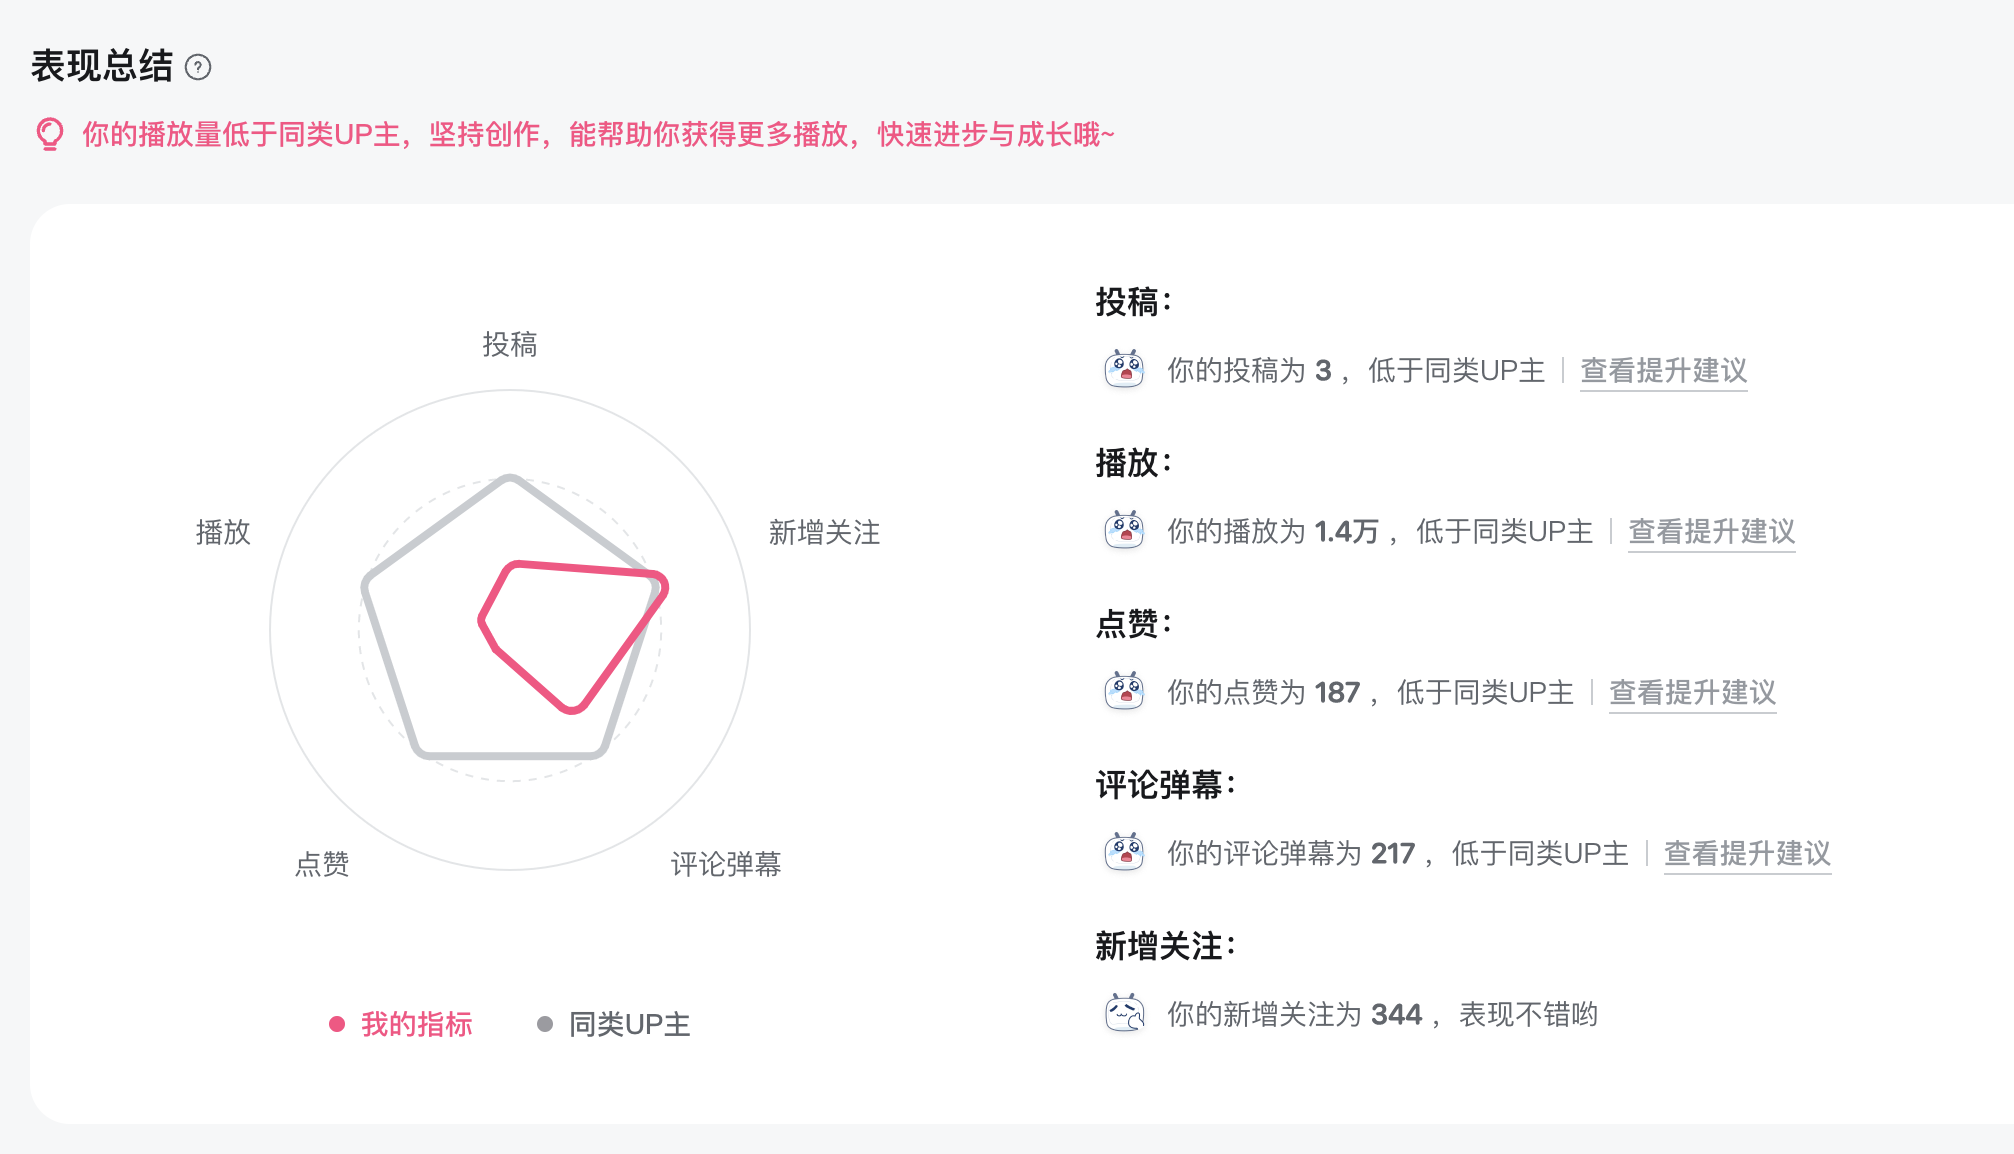 表现总结 ?
你的播放量低于同类UP主，坚持创作，能帮助你获得更多播放，快速进步与成长哦~
投稿
播放
新增关注
点赞
评论弹幕
我的指标
同类UP主
投稿：
你的投稿为 3 ，低于同类UP主 | 查看提升建议
播放：
你的播放为 1.4万 ，低于同类UP主 | 查看提升建议
点赞：
你的点赞为 187 ，低于同类UP主 | 查看提升建议
评论弹幕：
你的评论弹幕为 217 ，低于同类UP主 | 查看提升建议
新增关注：
你的新增关注为 344 ，表现不错哟